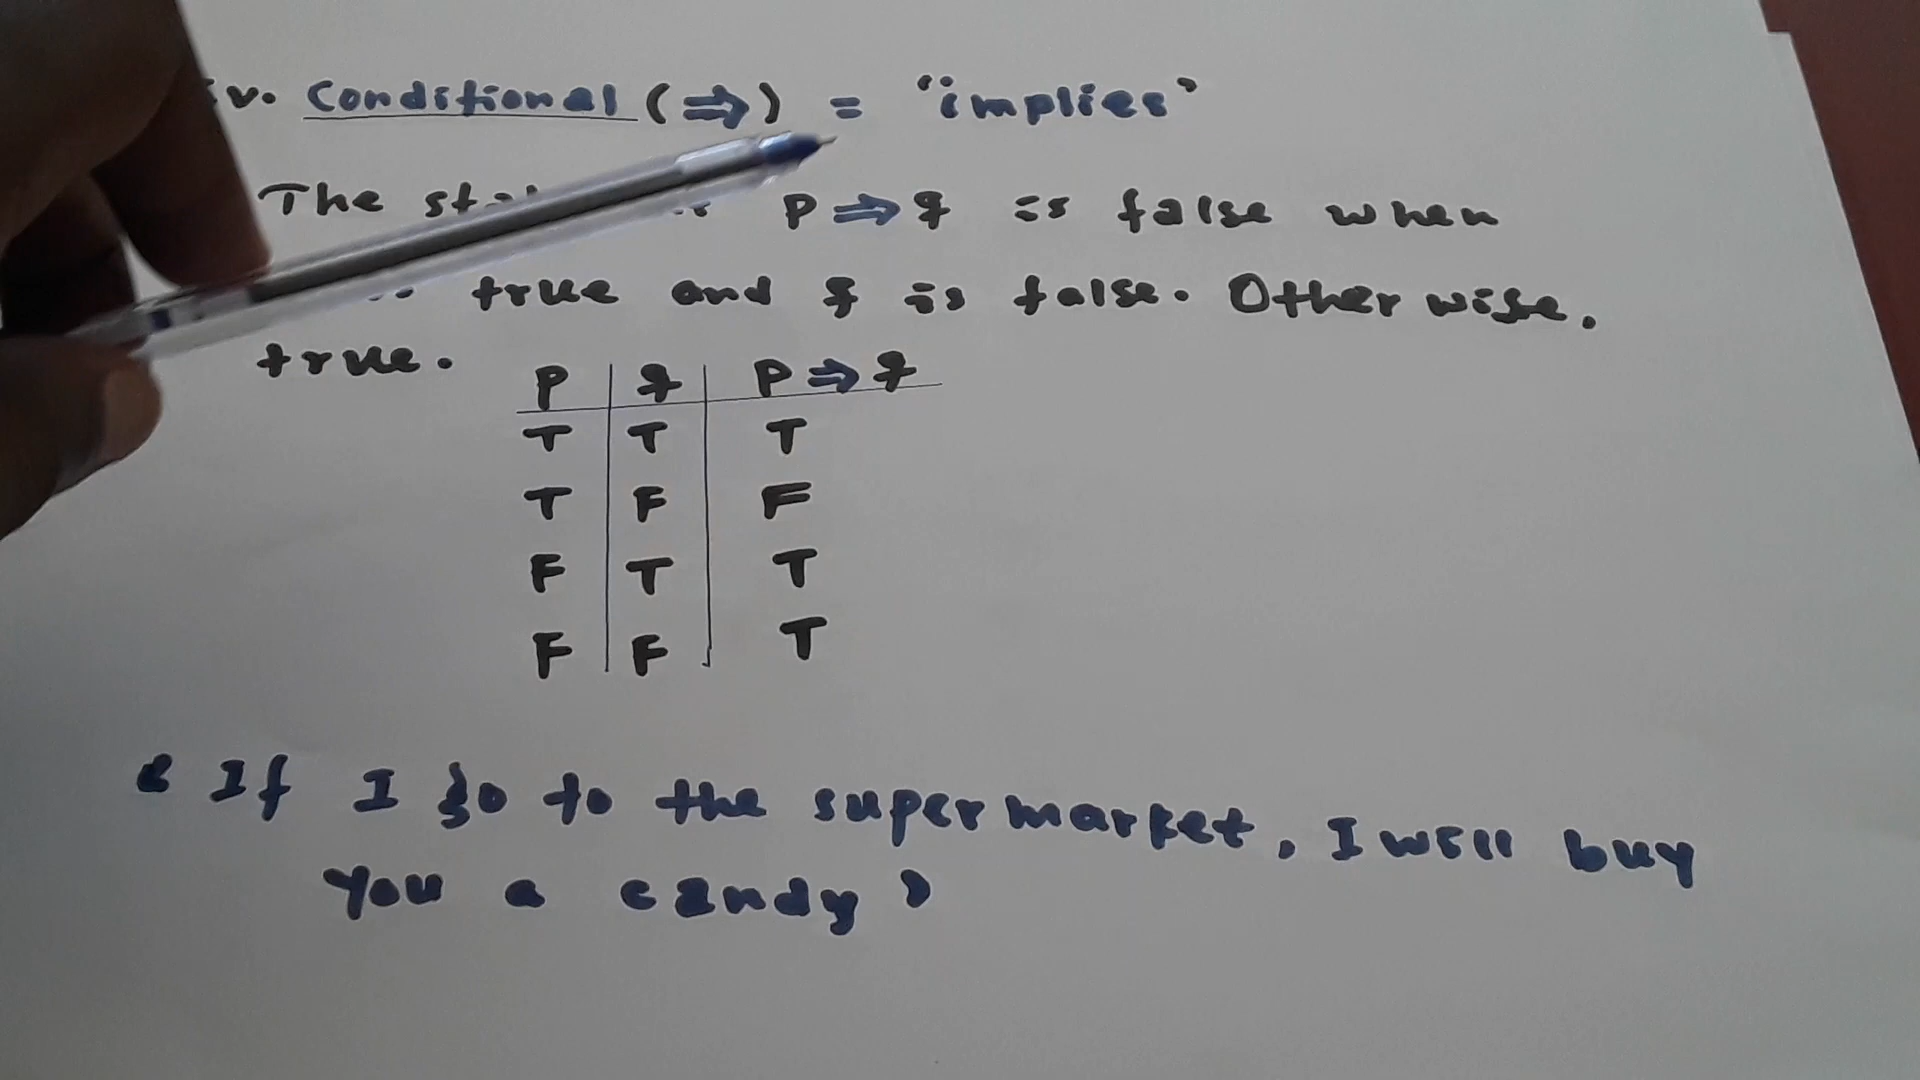 iv. Conditional (⇒) = "implies"
The P⇒q is false when
true and q is false. Otherwise,
true.
P q P⇒q
T T T
T F F
F T T
F F T
‘ If I go to the supermarket, I will buy
You a candy ’